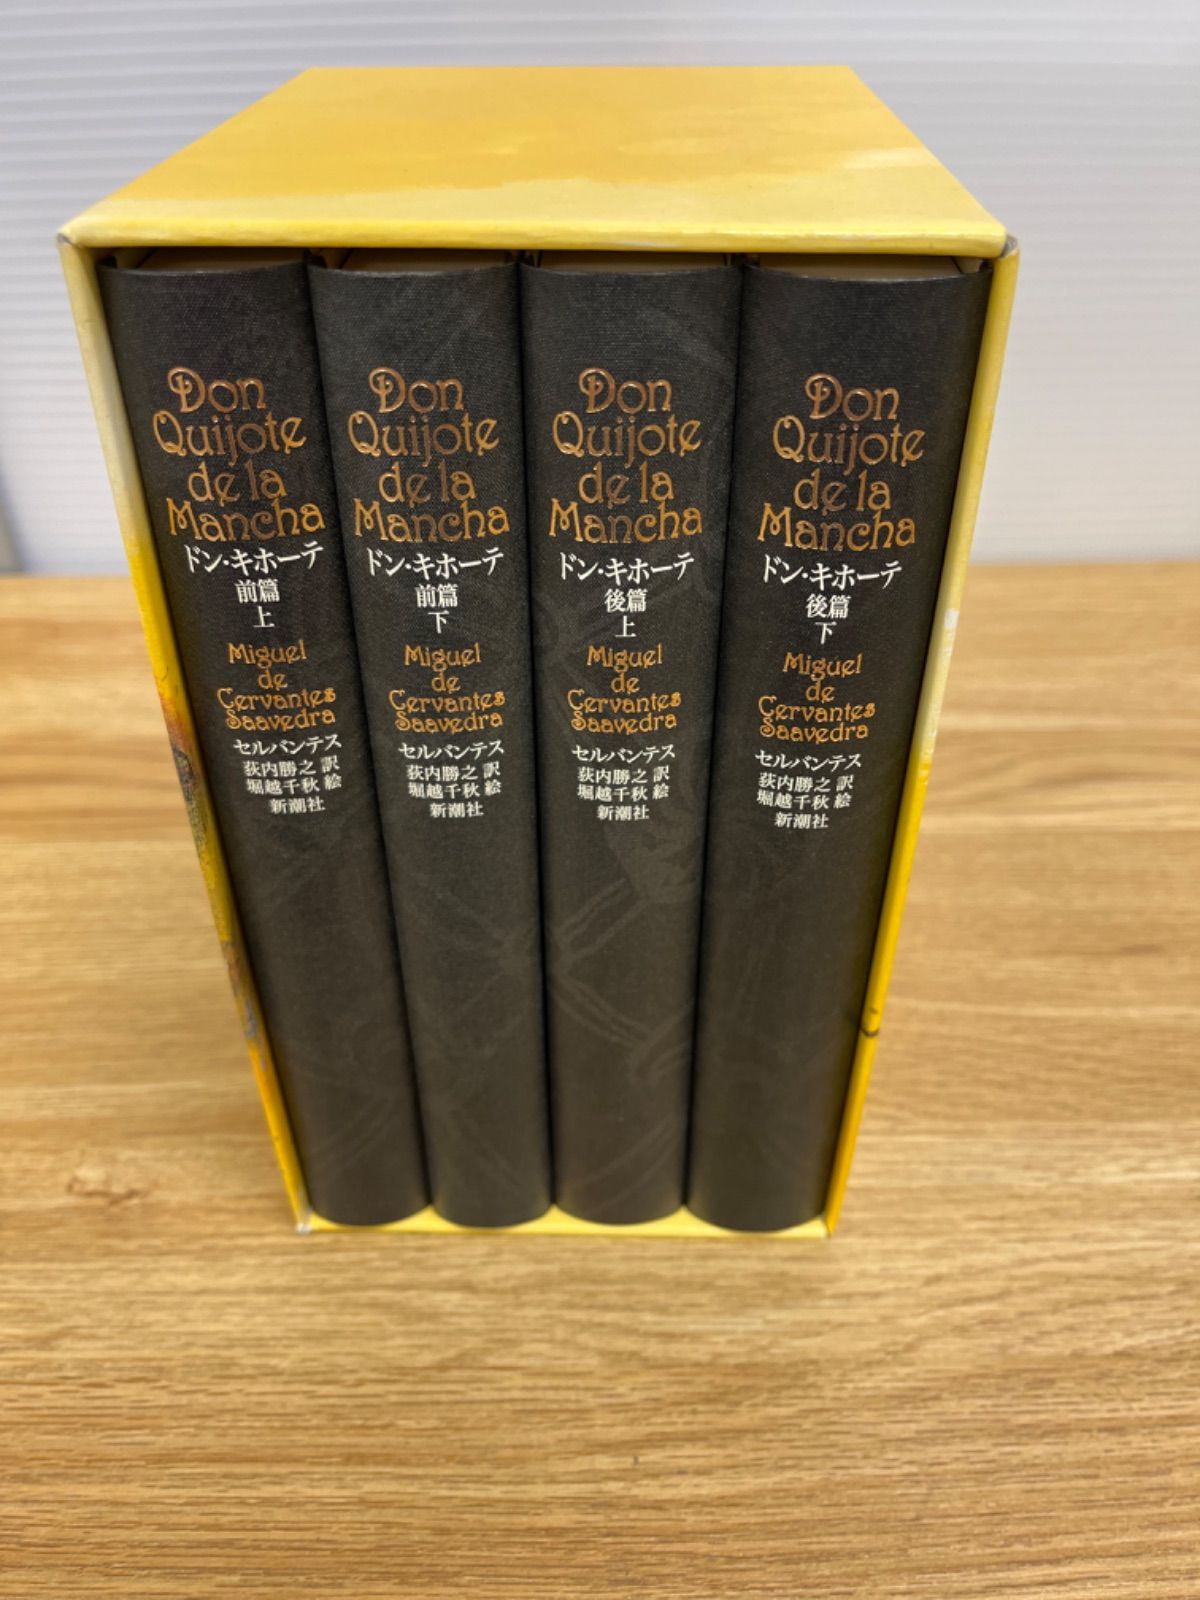 Don
Quijote
de la
Mancha
ドン・キホーテ
前篇
上
Miguel
de
Cervantes
Saavedra
セルバンテス
荻内勝之 訳
堀越千秋 絵
新潮社
Don
Quijote
de la
Mancha
ドン・キホーテ
前篇
下
Miguel
de
Cervantes
Saavedra
セルバンテス
荻内勝之 訳
堀越千秋 絵
新潮社
Don
Quijote
de la
Mancha
ドン・キホーテ
後篇
上
Miguel
de
Cervantes
Saavedra
セルバンテス
荻内勝之 訳
堀越千秋 絵
新潮社
Don
Quijote
de la
Mancha
ドン・キホーテ
後篇
下
Miguel
de
Cervantes
Saavedra
セルバンテス
荻内勝之 訳
堀越千秋 絵
新潮社